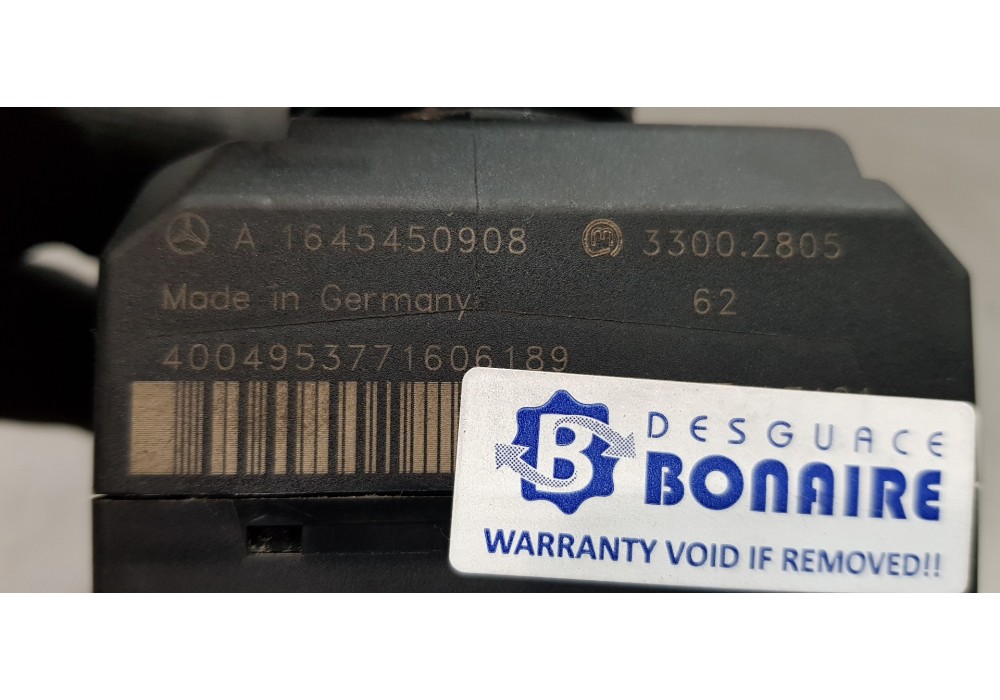 A 1645450908 3300.2805
Made in Germany 62
4004953771606189
B DESGUACE
BONAIRE
WARRANTY VOID IF REMOVED!!